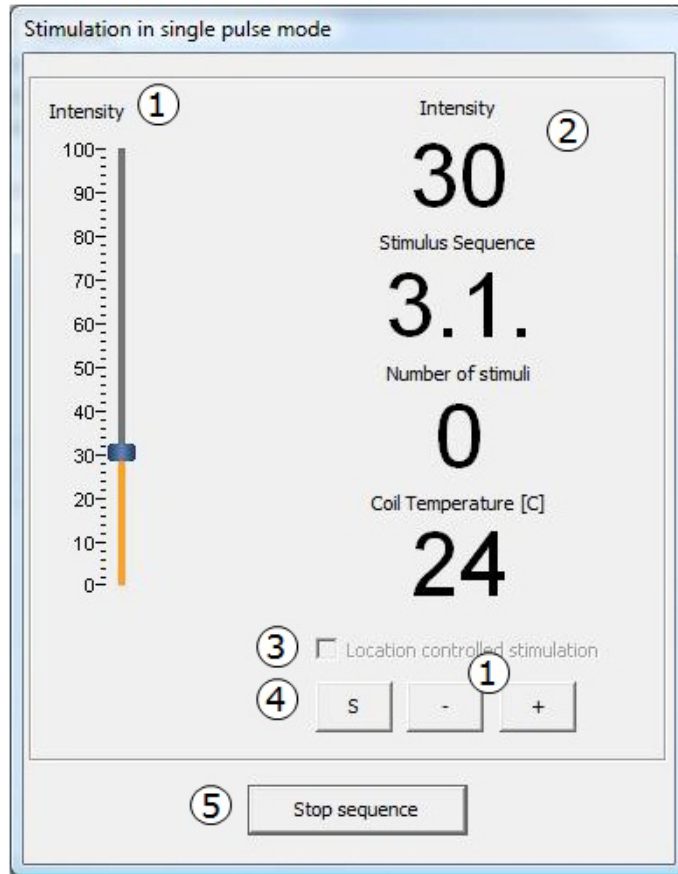 Stimulation in single pulse mode
Intensity ①
100
90
80
70
60
50
40
30
20
10
0
Intensity ②
30
Stimulus Sequence
3.1.
Number of stimuli
0
Coil Temperature [C]
24
③ Location controlled stimulation
①
④ S - +
⑤ Stop sequence